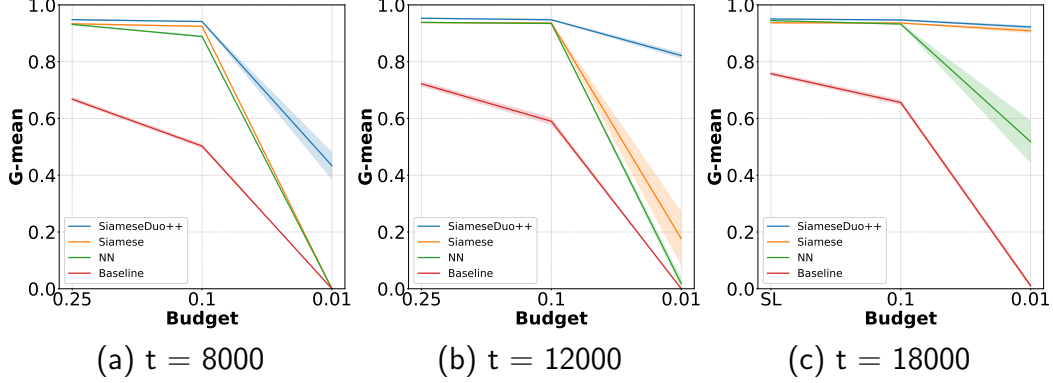 1.0
0.8
0.6
0.4
0.2
0.0
G-mean
SiameseDuo++
Siamese
NN
Baseline
0.25 0.1 0.01
Budget
(a) t = 8000
1.0
0.8
0.6
0.4
0.2
0.0
G-mean
SiameseDuo++
Siamese
NN
Baseline
0.25 0.1 0.01
Budget
(b) t = 12000
1.0
0.8
0.6
0.4
0.2
0.0
G-mean
SiameseDuo++
Siamese
NN
Baseline
SL 0.1 0.01
Budget
(c) t = 18000